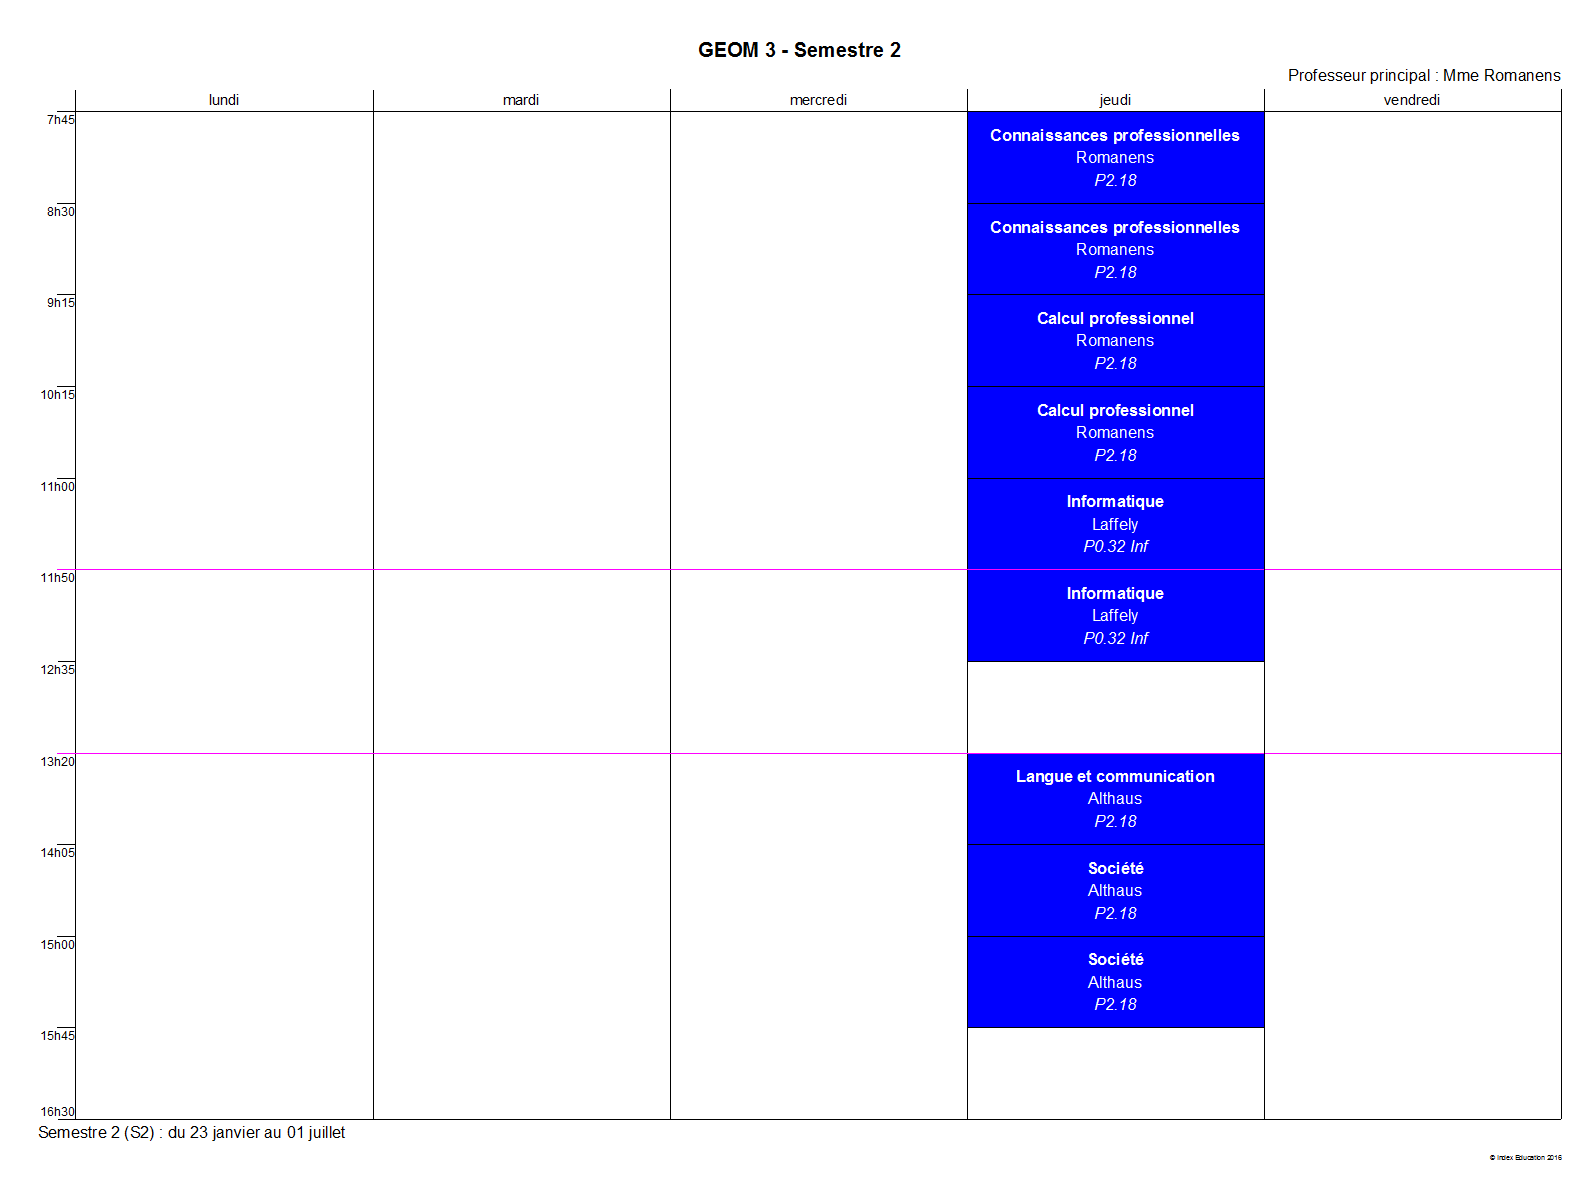 GEOM 3 - Semestre 2
Professeur principal : Mme Romanens
lundi mardi mercredi jeudi vendredi
7h45
Connaissances professionnelles
Romanens
P2.18
8h30
Connaissances professionnelles
Romanens
P2.18
9h15
Calcul professionnel
Romanens
P2.18
10h15
Calcul professionnel
Romanens
P2.18
11h00
Informatique
Laffely
P0.32 Inf
11h50
Informatique
Laffely
P0.32 Inf
12h35
13h20
Langue et communication
Althaus
P2.18
14h05
Société
Althaus
P2.18
15h00
Société
Althaus
P2.18
15h45
16h30
Semestre 2 (S2) : du 23 janvier au 01 juillet
© Index Education 2016